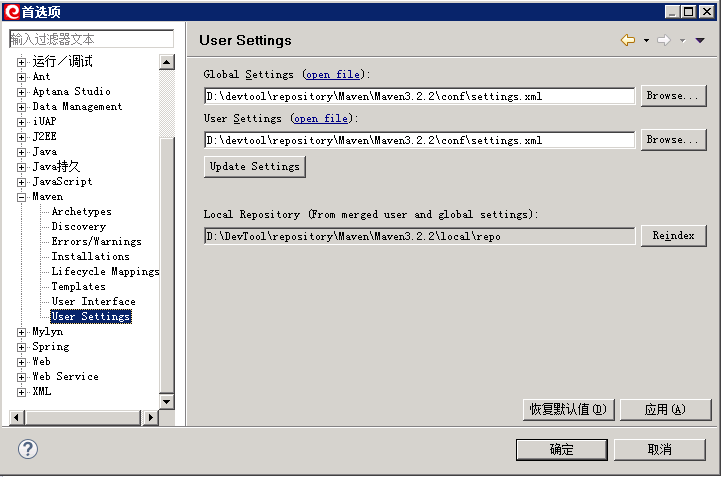 首选项
输入过滤器文本
运行／调试
Ant
Aptana Studio
Data Management
iUAP
J2EE
Java
Java持久
JavaScript
Maven
Archetypes
Discovery
Errors/Warnings
Installations
Lifecycle Mappings
Templates
User Interface
User Settings
Mylyn
Spring
Web
Web Service
XML
User Settings
Global Settings (open file):
D:\devtool\repository\Maven\Maven3.2.2\conf\settings.xml
Browse...
User Settings (open file):
D:\devtool\repository\Maven\Maven3.2.2\conf\settings.xml
Browse...
Update Settings
Local Repository (From merged user and global settings):
D:\DevTool\repository\Maven\Maven3.2.2\local\repo
Reindex
恢复默认值(D)
应用(A)
?
确定
取消